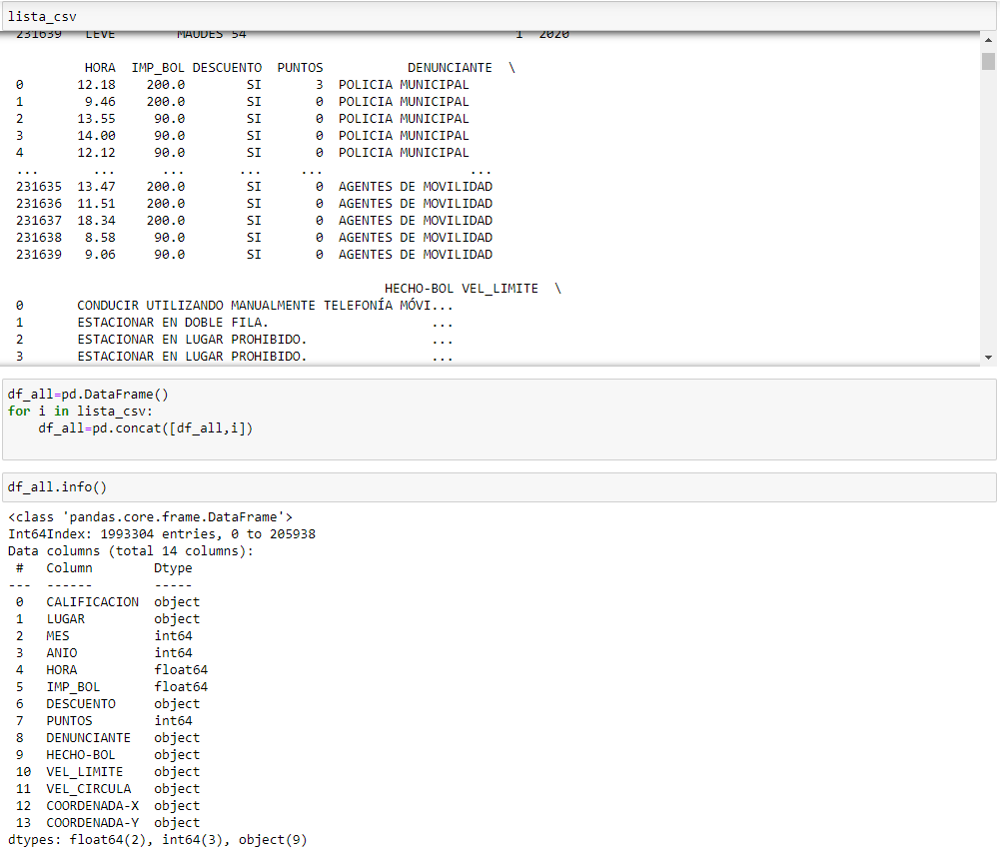 lista_csv
231639   LEVE        MAUDES 54                                   1  2020
         HORA  IMP_BOL DESCUENTO  PUNTOS           DENUNCIANTE  \
0       12.18    200.0        SI       3  POLICIA MUNICIPAL
1        9.46    200.0        SI       0  POLICIA MUNICIPAL
2       13.55     90.0        SI       0  POLICIA MUNICIPAL
3       14.00     90.0        SI       0  POLICIA MUNICIPAL
4       12.12     90.0        SI       0  POLICIA MUNICIPAL
...       ...      ...       ...     ...                ...
231635  13.47    200.0        SI       0  AGENTES DE MOVILIDAD
231636  11.51    200.0        SI       0  AGENTES DE MOVILIDAD
231637  18.34    200.0        SI       0  AGENTES DE MOVILIDAD
231638   8.58     90.0        SI       0  AGENTES DE MOVILIDAD
231639   9.06     90.0        SI       0  AGENTES DE MOVILIDAD
                                                HECHO-BOL VEL_LIMITE  \
0       CONDUCIR UTILIZANDO MANUALMENTE TELEFONÍA MÓVI...
1       ESTACIONAR EN DOBLE FILA.                     ...
2       ESTACIONAR EN LUGAR PROHIBIDO.                ...
3       ESTACIONAR EN LUGAR PROHIBIDO.                ...
df_all=pd.DataFrame()
for i in lista_csv:
    df_all=pd.concat([df_all,i])
df_all.info()
<class 'pandas.core.frame.DataFrame'>
Int64Index: 1993304 entries, 0 to 205938
Data columns (total 14 columns):
 #   Column        Dtype
---  ------        -----
 0   CALIFICACION  object
 1   LUGAR         object
 2   MES           int64
 3   ANIO          int64
 4   HORA          float64
 5   IMP_BOL       float64
 6   DESCUENTO     object
 7   PUNTOS        int64
 8   DENUNCIANTE   object
 9   HECHO-BOL     object
 10  VEL_LIMITE    object
 11  VEL_CIRCULA   object
 12  COORDENADA-X  object
 13  COORDENADA-Y  object
dtypes: float64(2), int64(3), object(9)